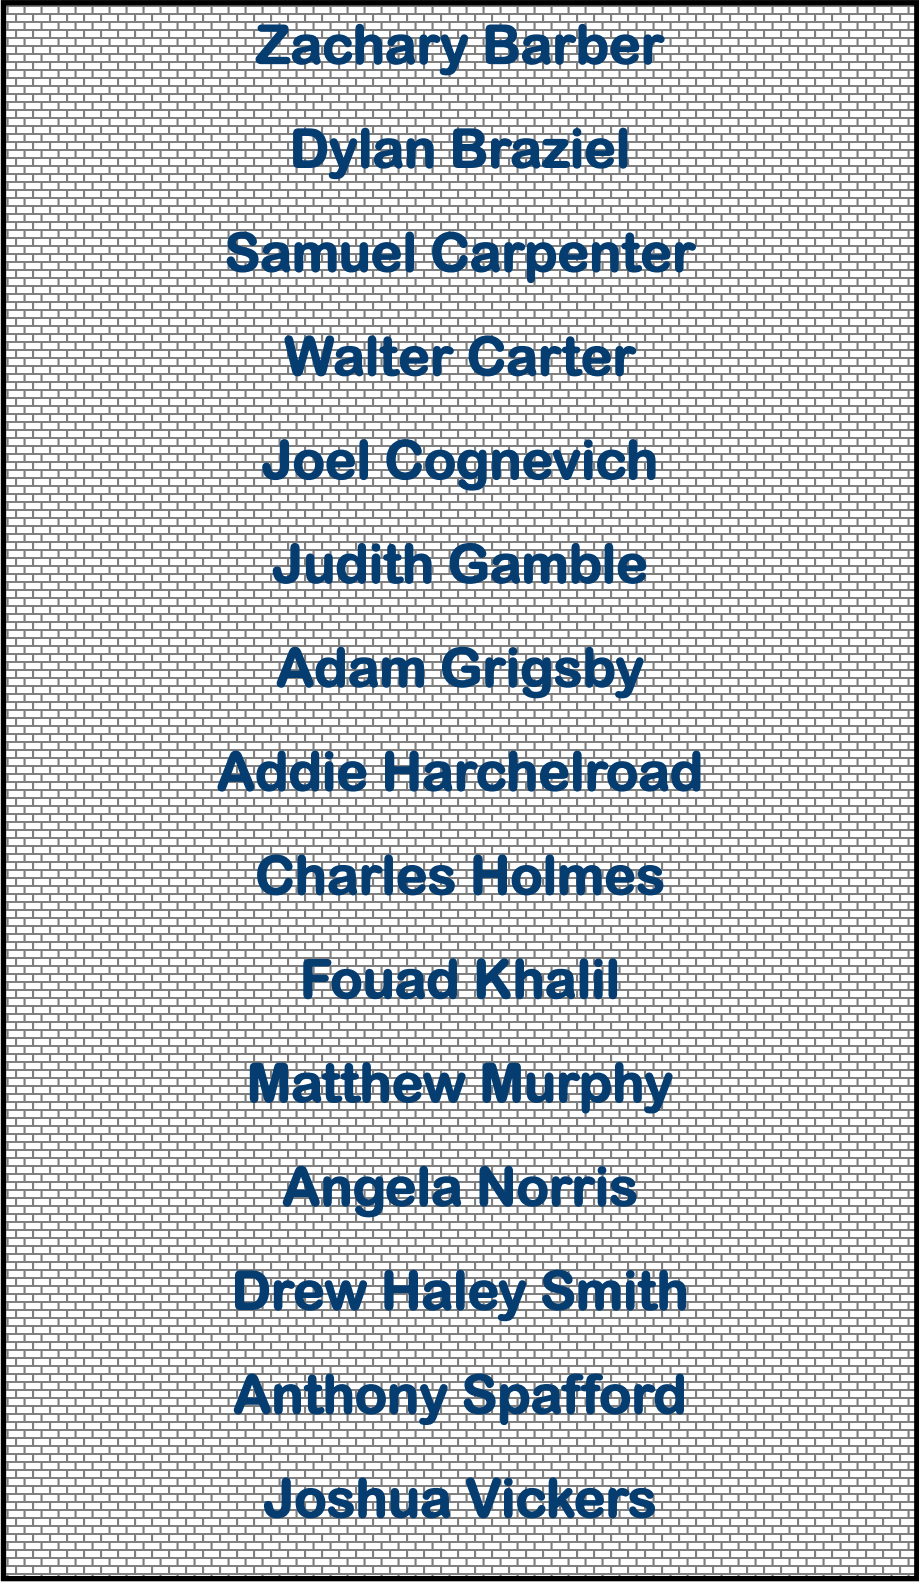 Zachary Barber
Dylan Braziel
Samuel Carpenter
Walter Carter
Joel Cognevich
Judith Gamble
Adam Grigsby
Addie Harchelroad
Charles Holmes
Fouad Khalil
Matthew Murphy
Angela Norris
Drew Haley Smith
Anthony Spafford
Joshua Vickers